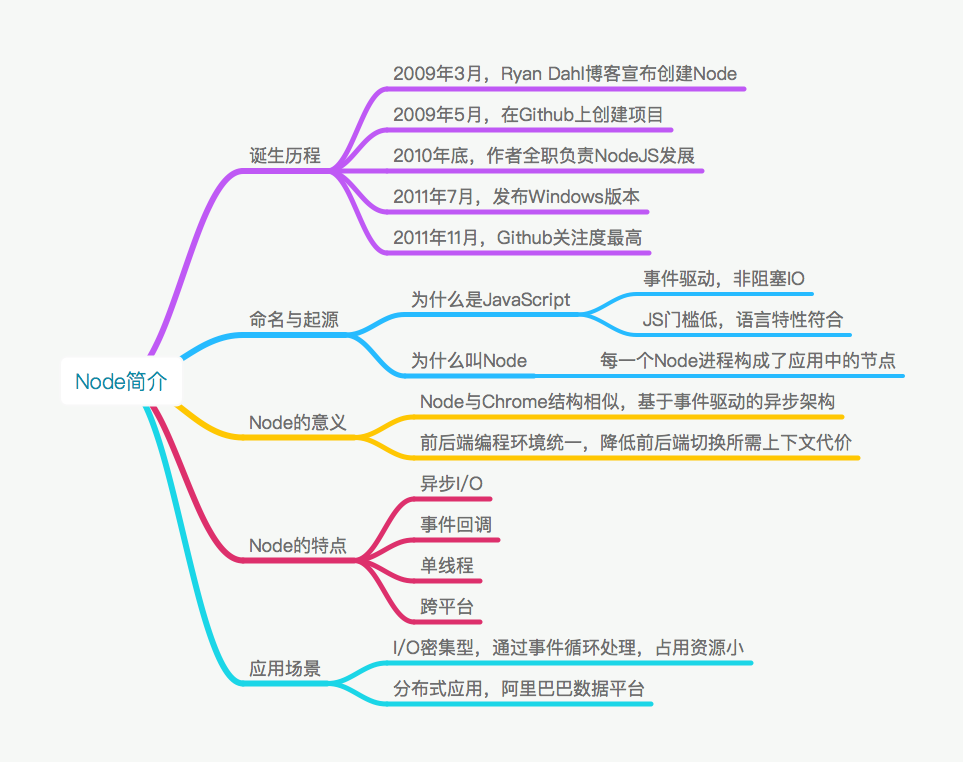 Node简介
诞生历程
2009年3月，Ryan Dahl博客宣布创建Node
2009年5月，在Github上创建项目
2010年底，作者全职负责NodeJS发展
2011年7月，发布Windows版本
2011年11月，Github关注度最高
命名与起源
为什么是JavaScript
事件驱动，非阻塞IO
JS门槛低，语言特性符合
为什么叫Node
每一个Node进程构成了应用中的节点
Node的意义
Node与Chrome结构相似，基于事件驱动的异步架构
前后端编程环境统一，降低前后端切换所需上下文代价
Node的特点
异步I/O
事件回调
单线程
跨平台
应用场景
I/O密集型，通过事件循环处理，占用资源小
分布式应用，阿里巴巴数据平台